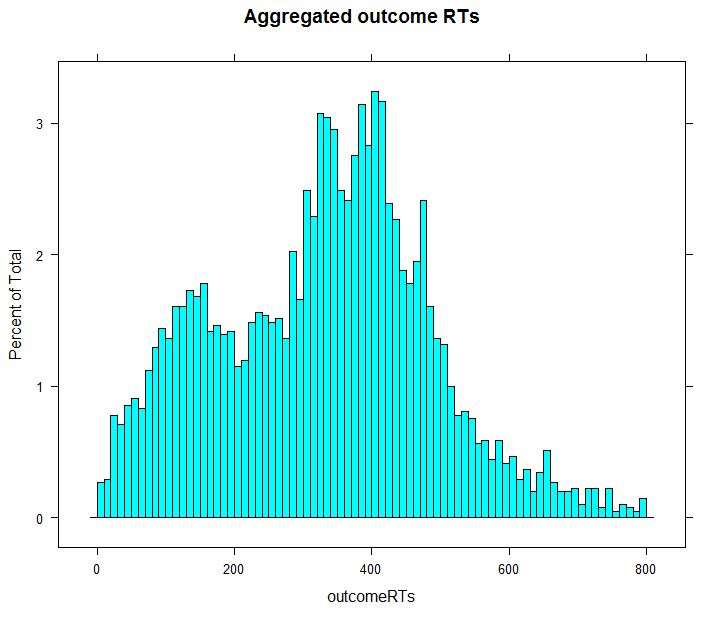 Aggregated outcome RTs
Percent of Total
3
2
1
0
0 200 400 600 800
outcomeRTs